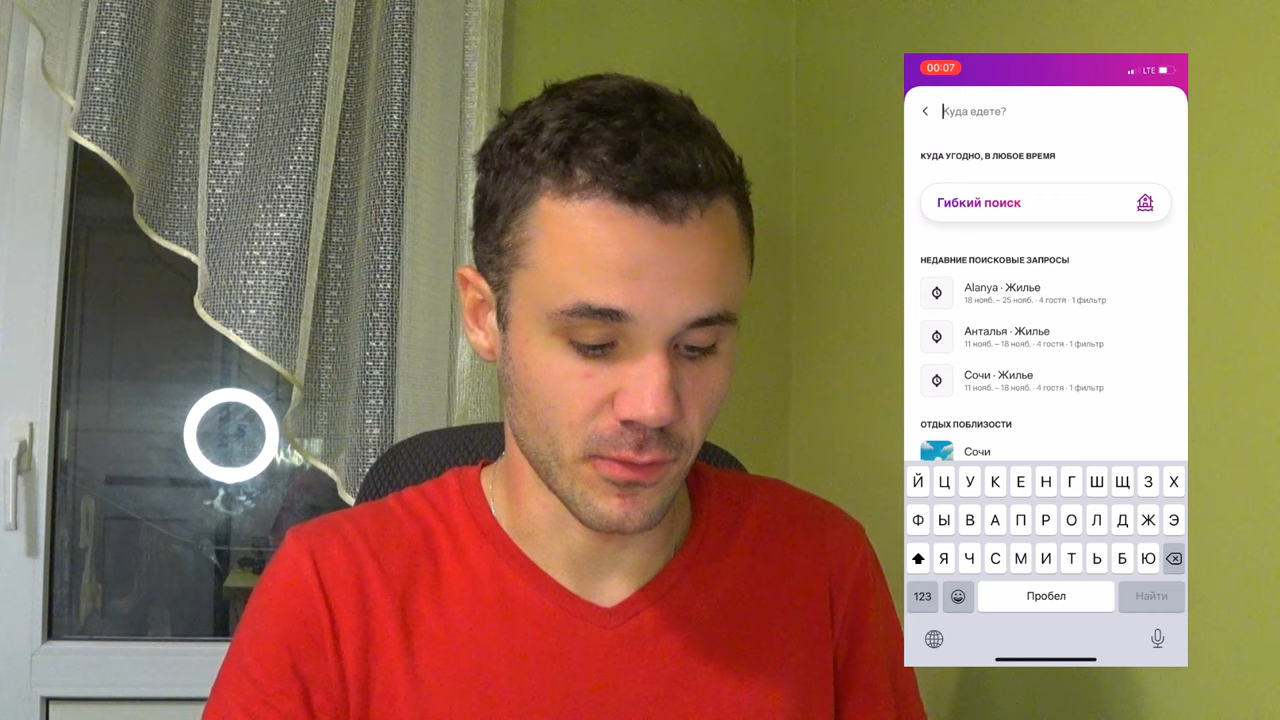 00:07
LTE
Куда едете?
КУДА УГОДНО, В ЛЮБОЕ ВРЕМЯ
Гибкий поиск
НЕДАВНИЕ ПОИСКОВЫЕ ЗАПРОСЫ
Alanya · Жилье
18 нояб. – 25 нояб. · 4 гостя · 1 фильтр
Анталья · Жилье
11 нояб. – 18 нояб. · 4 гостя · 1 фильтр
Сочи · Жилье
11 нояб. – 18 нояб. · 4 гостя · 1 фильтр
ОТДЫХ ПОБЛИЗОСТИ
Сочи
Й Ц У К Е Н Г Ш Щ З Х
Ф Ы В А П Р О Л Д Ж Э
Я Ч С М И Т Ь Б Ю
123 Пробел Найти